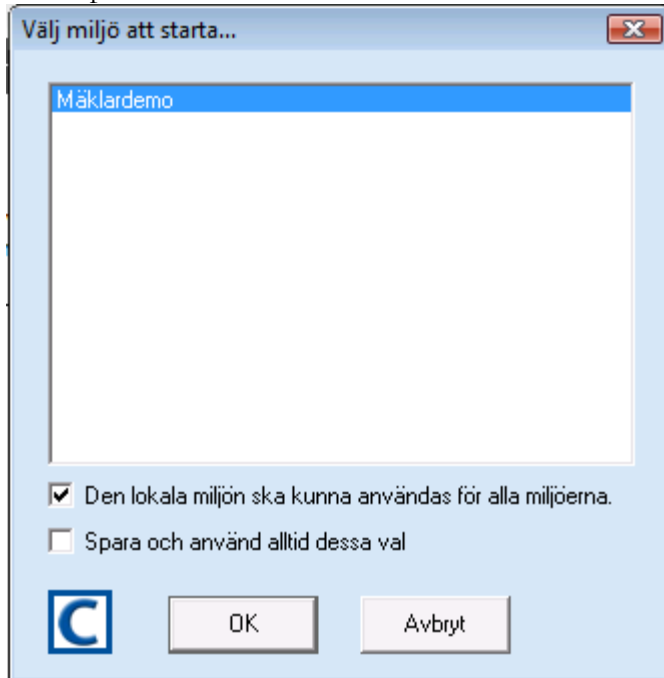 Välj miljö att starta...
Mäklardemo
Den lokala miljön ska kunna användas för alla miljöerna.
Spara och använd alltid dessa val
C
OK
Avbryt